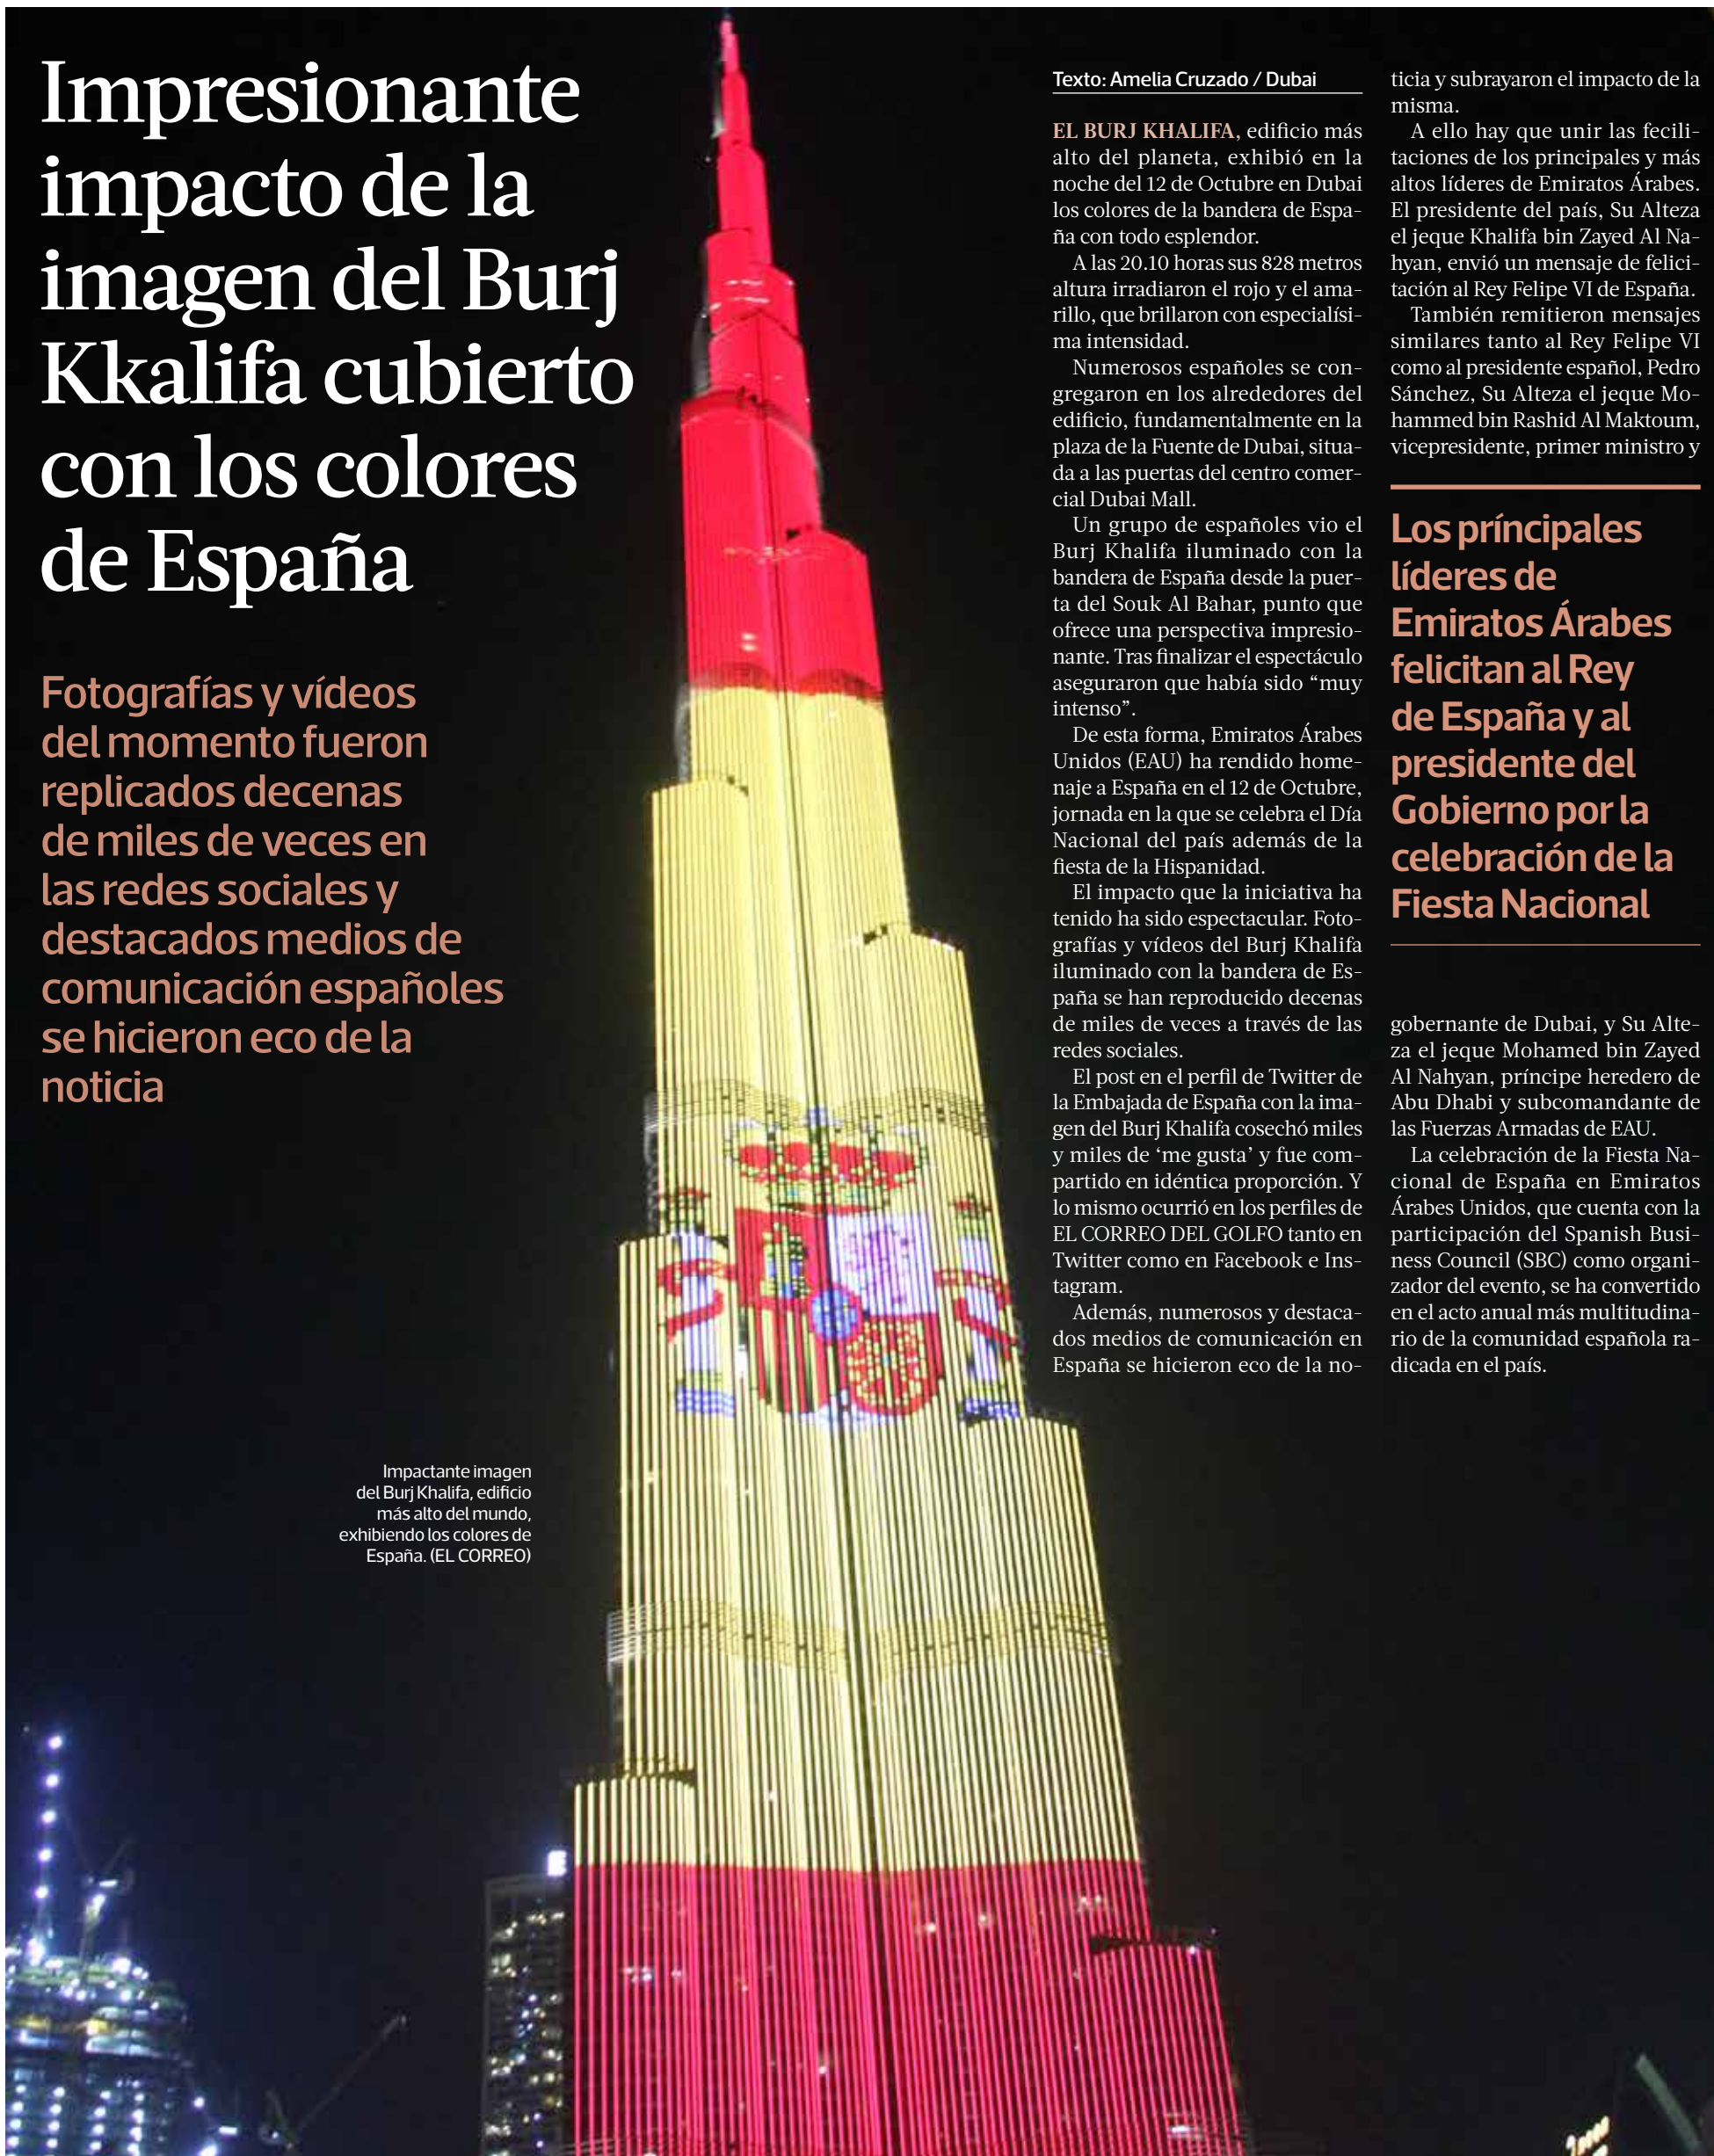 Impresionante
impacto de la
imagen del Burj
Kkalifa cubierto
con los colores
de España
Fotografías y vídeos
del momento fueron
replicados decenas
de miles de veces en
las redes sociales y
destacados medios de
comunicación españoles
se hicieron eco de la
noticia
Impactante imagen
del Burj Khalifa, edificio
más alto del mundo,
exhibiendo los colores de
España. (EL CORREO)
Texto: Amelia Cruzado / Dubai
EL BURJ KHALIFA, edificio más
alto del planeta, exhibió en la
noche del 12 de Octubre en Dubai
los colores de la bandera de Espa-
ña con todo esplendor.
A las 20.10 horas sus 828 metros
altura irradiaron el rojo y el ama-
rillo, que brillaron con especialísi-
ma intensidad.
Numerosos españoles se con-
gregaron en los alrededores del
edificio, fundamentalmente en la
plaza de la Fuente de Dubai, situa-
da a las puertas del centro comer-
cial Dubai Mall.
Un grupo de españoles vio el
Burj Khalifa iluminado con la
bandera de España desde la puer-
ta del Souk Al Bahar, punto que
ofrece una perspectiva impresio-
nante. Tras finalizar el espectáculo
aseguraron que había sido “muy
intenso”.
De esta forma, Emiratos Árabes
Unidos (EAU) ha rendido home-
naje a España en el 12 de Octubre,
jornada en la que se celebra el Día
Nacional del país además de la
fiesta de la Hispanidad.
El impacto que la iniciativa ha
tenido ha sido espectacular. Foto-
grafías y vídeos del Burj Khalifa
iluminado con la bandera de Es-
paña se han reproducido decenas
de miles de veces a través de las
redes sociales.
El post en el perfil de Twitter de
la Embajada de España con la ima-
gen del Burj Khalifa cosechó miles
y miles de ‘me gusta’ y fue com-
partido en idéntica proporción. Y
lo mismo ocurrió en los perfiles de
EL CORREO DEL GOLFO tanto en
Twitter como en Facebook e Ins-
tagram.
Además, numerosos y destaca-
dos medios de comunicación en
España se hicieron eco de la no-
ticia y subrayaron el impacto de la
misma.
A ello hay que unir las fecili-
taciones de los principales y más
altos líderes de Emiratos Árabes.
El presidente del país, Su Alteza
el jeque Khalifa bin Zayed Al Na-
hyan, envió un mensaje de felici-
tación al Rey Felipe VI de España.
También remitieron mensajes
similares tanto al Rey Felipe VI
como al presidente español, Pedro
Sánchez, Su Alteza el jeque Mo-
hammed bin Rashid Al Maktoum,
vicepresidente, primer ministro y
Los príncipales
líderes de
Emiratos Árabes
felicitan al Rey
de España y al
presidente del
Gobierno por la
celebración de la
Fiesta Nacional
gobernante de Dubai, y Su Alte-
za el jeque Mohamed bin Zayed
Al Nahyan, príncipe heredero de
Abu Dhabi y subcomandante de
las Fuerzas Armadas de EAU.
La celebración de la Fiesta Na-
cional de España en Emiratos
Árabes Unidos, que cuenta con la
participación del Spanish Busi-
ness Council (SBC) como organi-
zador del evento, se ha convertido
en el acto anual más multitudina-
rio de la comunidad española ra-
dicada en el país.